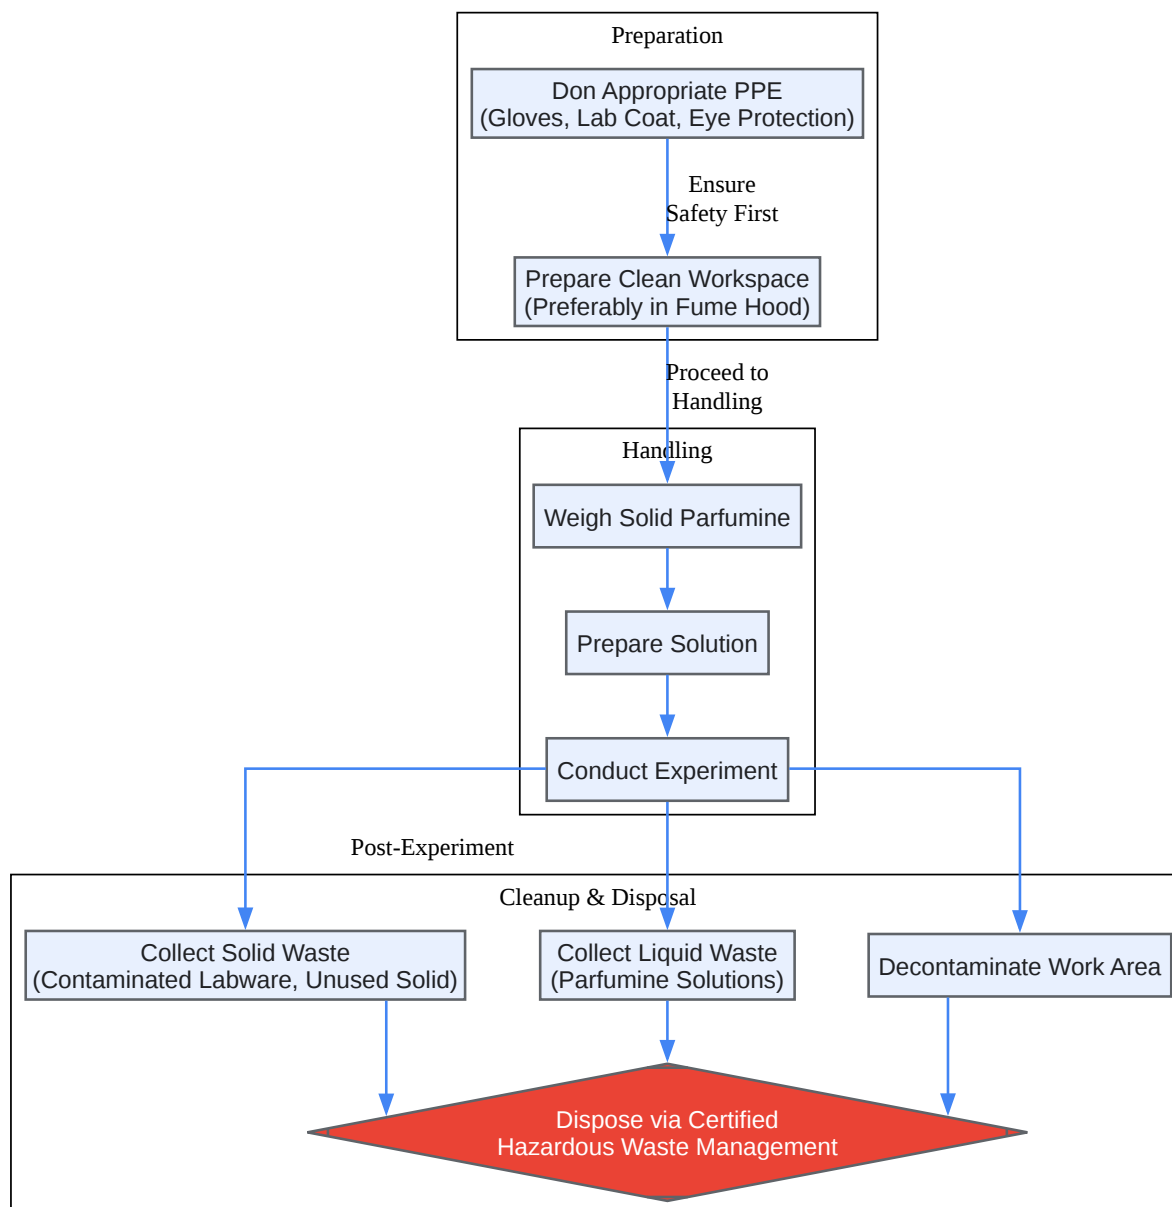 Preparation
Don Appropriate PPE
(Gloves, Lab Coat, Eye Protection)
Ensure
Safety First
Prepare Clean Workspace
(Preferably in Fume Hood)
Proceed to
Handling
Handling
Weigh Solid Parfumine
Prepare Solution
Conduct Experiment
Post-Experiment
Cleanup & Disposal
Collect Solid Waste
(Contaminated Labware, Unused Solid)
Collect Liquid Waste
(Parfumine Solutions)
Decontaminate Work Area
Dispose via Certified
Hazardous Waste Management